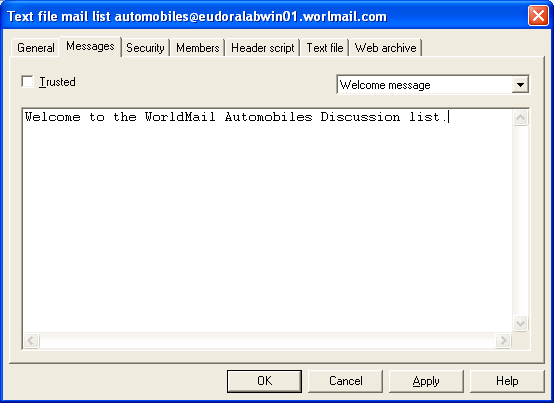 Text file mail list automobiles@eudoralabwin01.worlmail.com
General Messages Security Members Header script Text file Web archive
Trusted Welcome message
Welcome to the WorldMail Automobiles Discussion list.
OK Cancel Apply Help